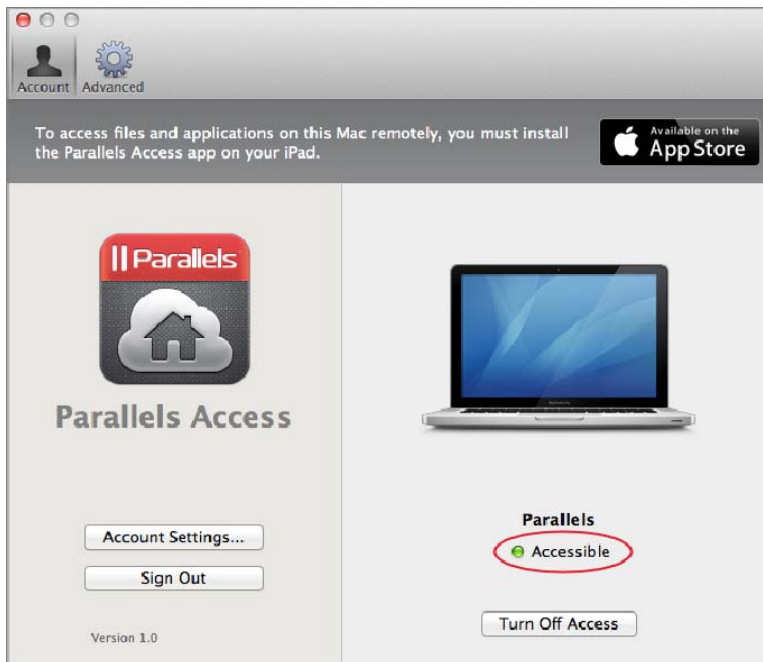 Account Advanced
To access files and applications on this Mac remotely, you must install
the Parallels Access app on your iPad.
Available on the
App Store
Parallels
Parallels Access
Account Settings...
Sign Out
Version 1.0
Parallels
Accessible
Turn Off Access